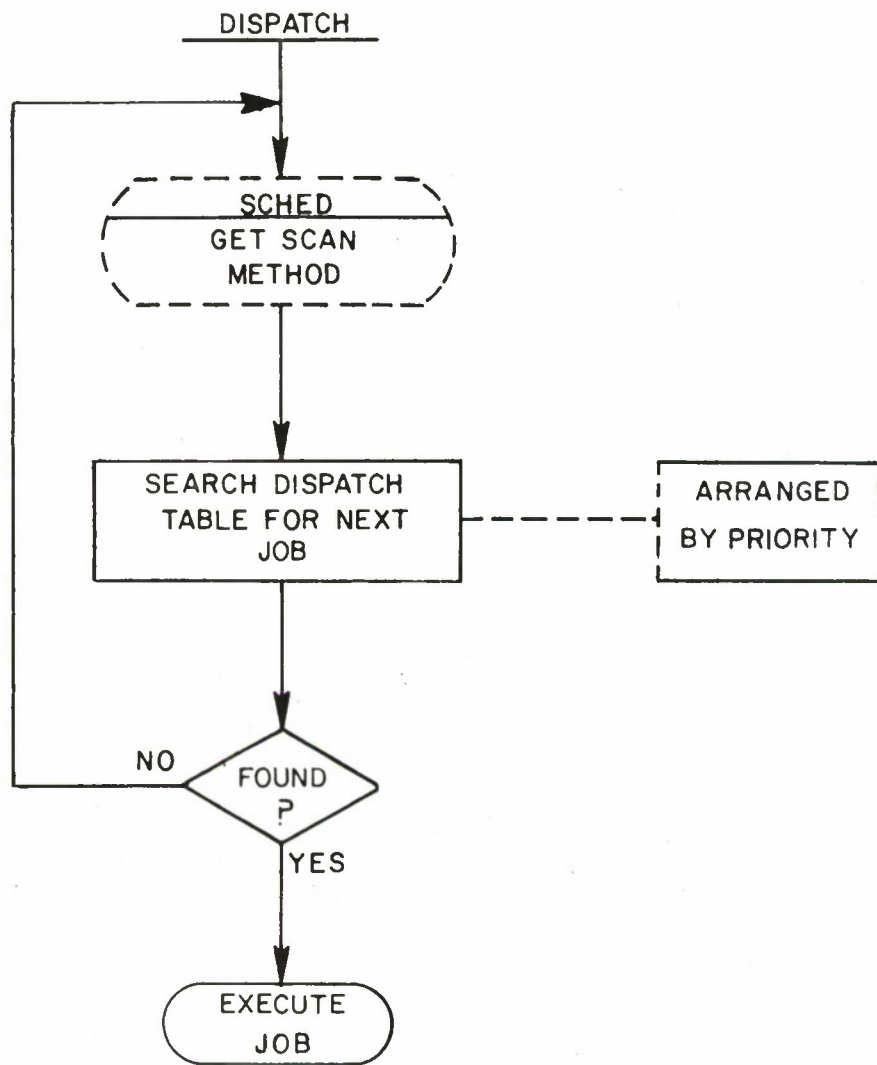 DISPATCH
SCHED
GET SCAN
METHOD
SEARCH DISPATCH
TABLE FOR NEXT
JOB
ARRANGED
BY PRIORITY
NO
FOUND
?
YES
EXECUTE
JOB